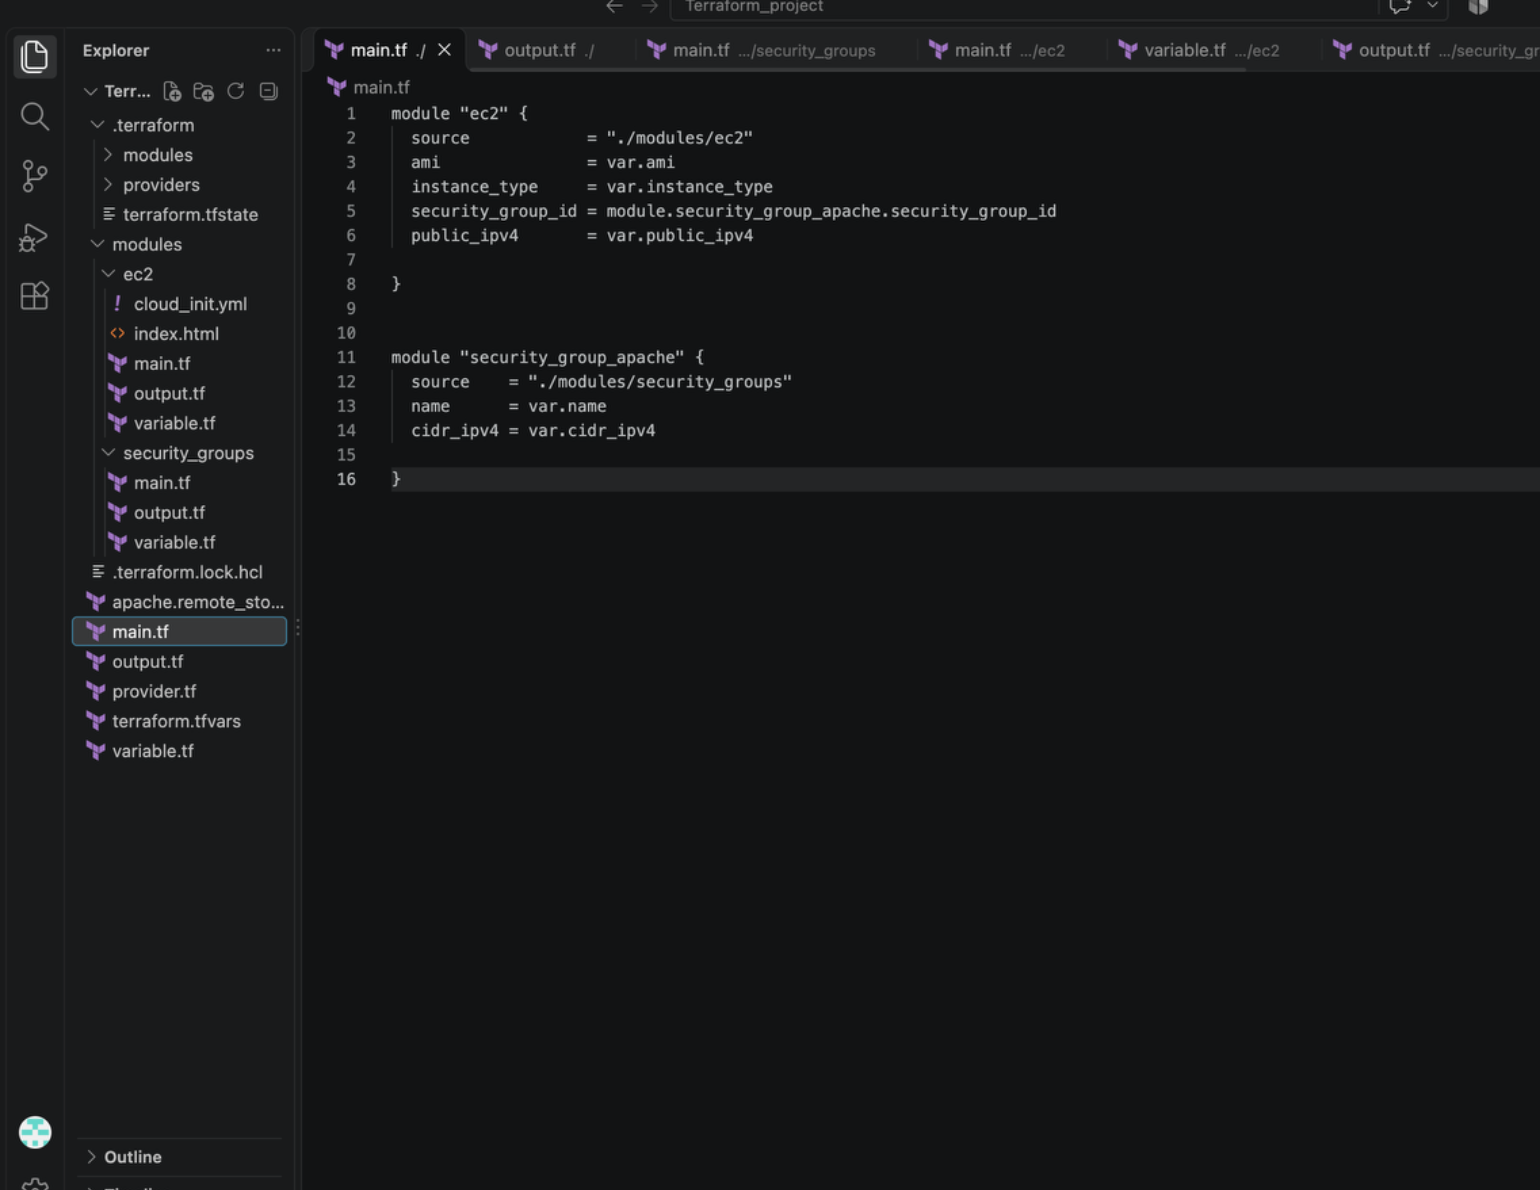 Terraform_project
Explorer
main.tf ./
output.tf ./
main.tf .../security_groups
main.tf .../ec2
variable.tf .../ec2
output.tf .../security_gr
Terr...
main.tf
.terraform
modules
providers
terraform.tfstate
modules
ec2
cloud_init.yml
index.html
main.tf
output.tf
variable.tf
security_groups
main.tf
output.tf
variable.tf
.terraform.lock.hcl
apache.remote_sto...
main.tf
output.tf
provider.tf
terraform.tfvars
variable.tf
Outline
1 module "ec2" {
2 source = "./modules/ec2"
3 ami = var.ami
4 instance_type = var.instance_type
5 security_group_id = module.security_group_apache.security_group_id
6 public_ipv4 = var.public_ipv4
7
8 }
9
10
11 module "security_group_apache" {
12 source = "./modules/security_groups"
13 name = var.name
14 cidr_ipv4 = var.cidr_ipv4
15
16 }